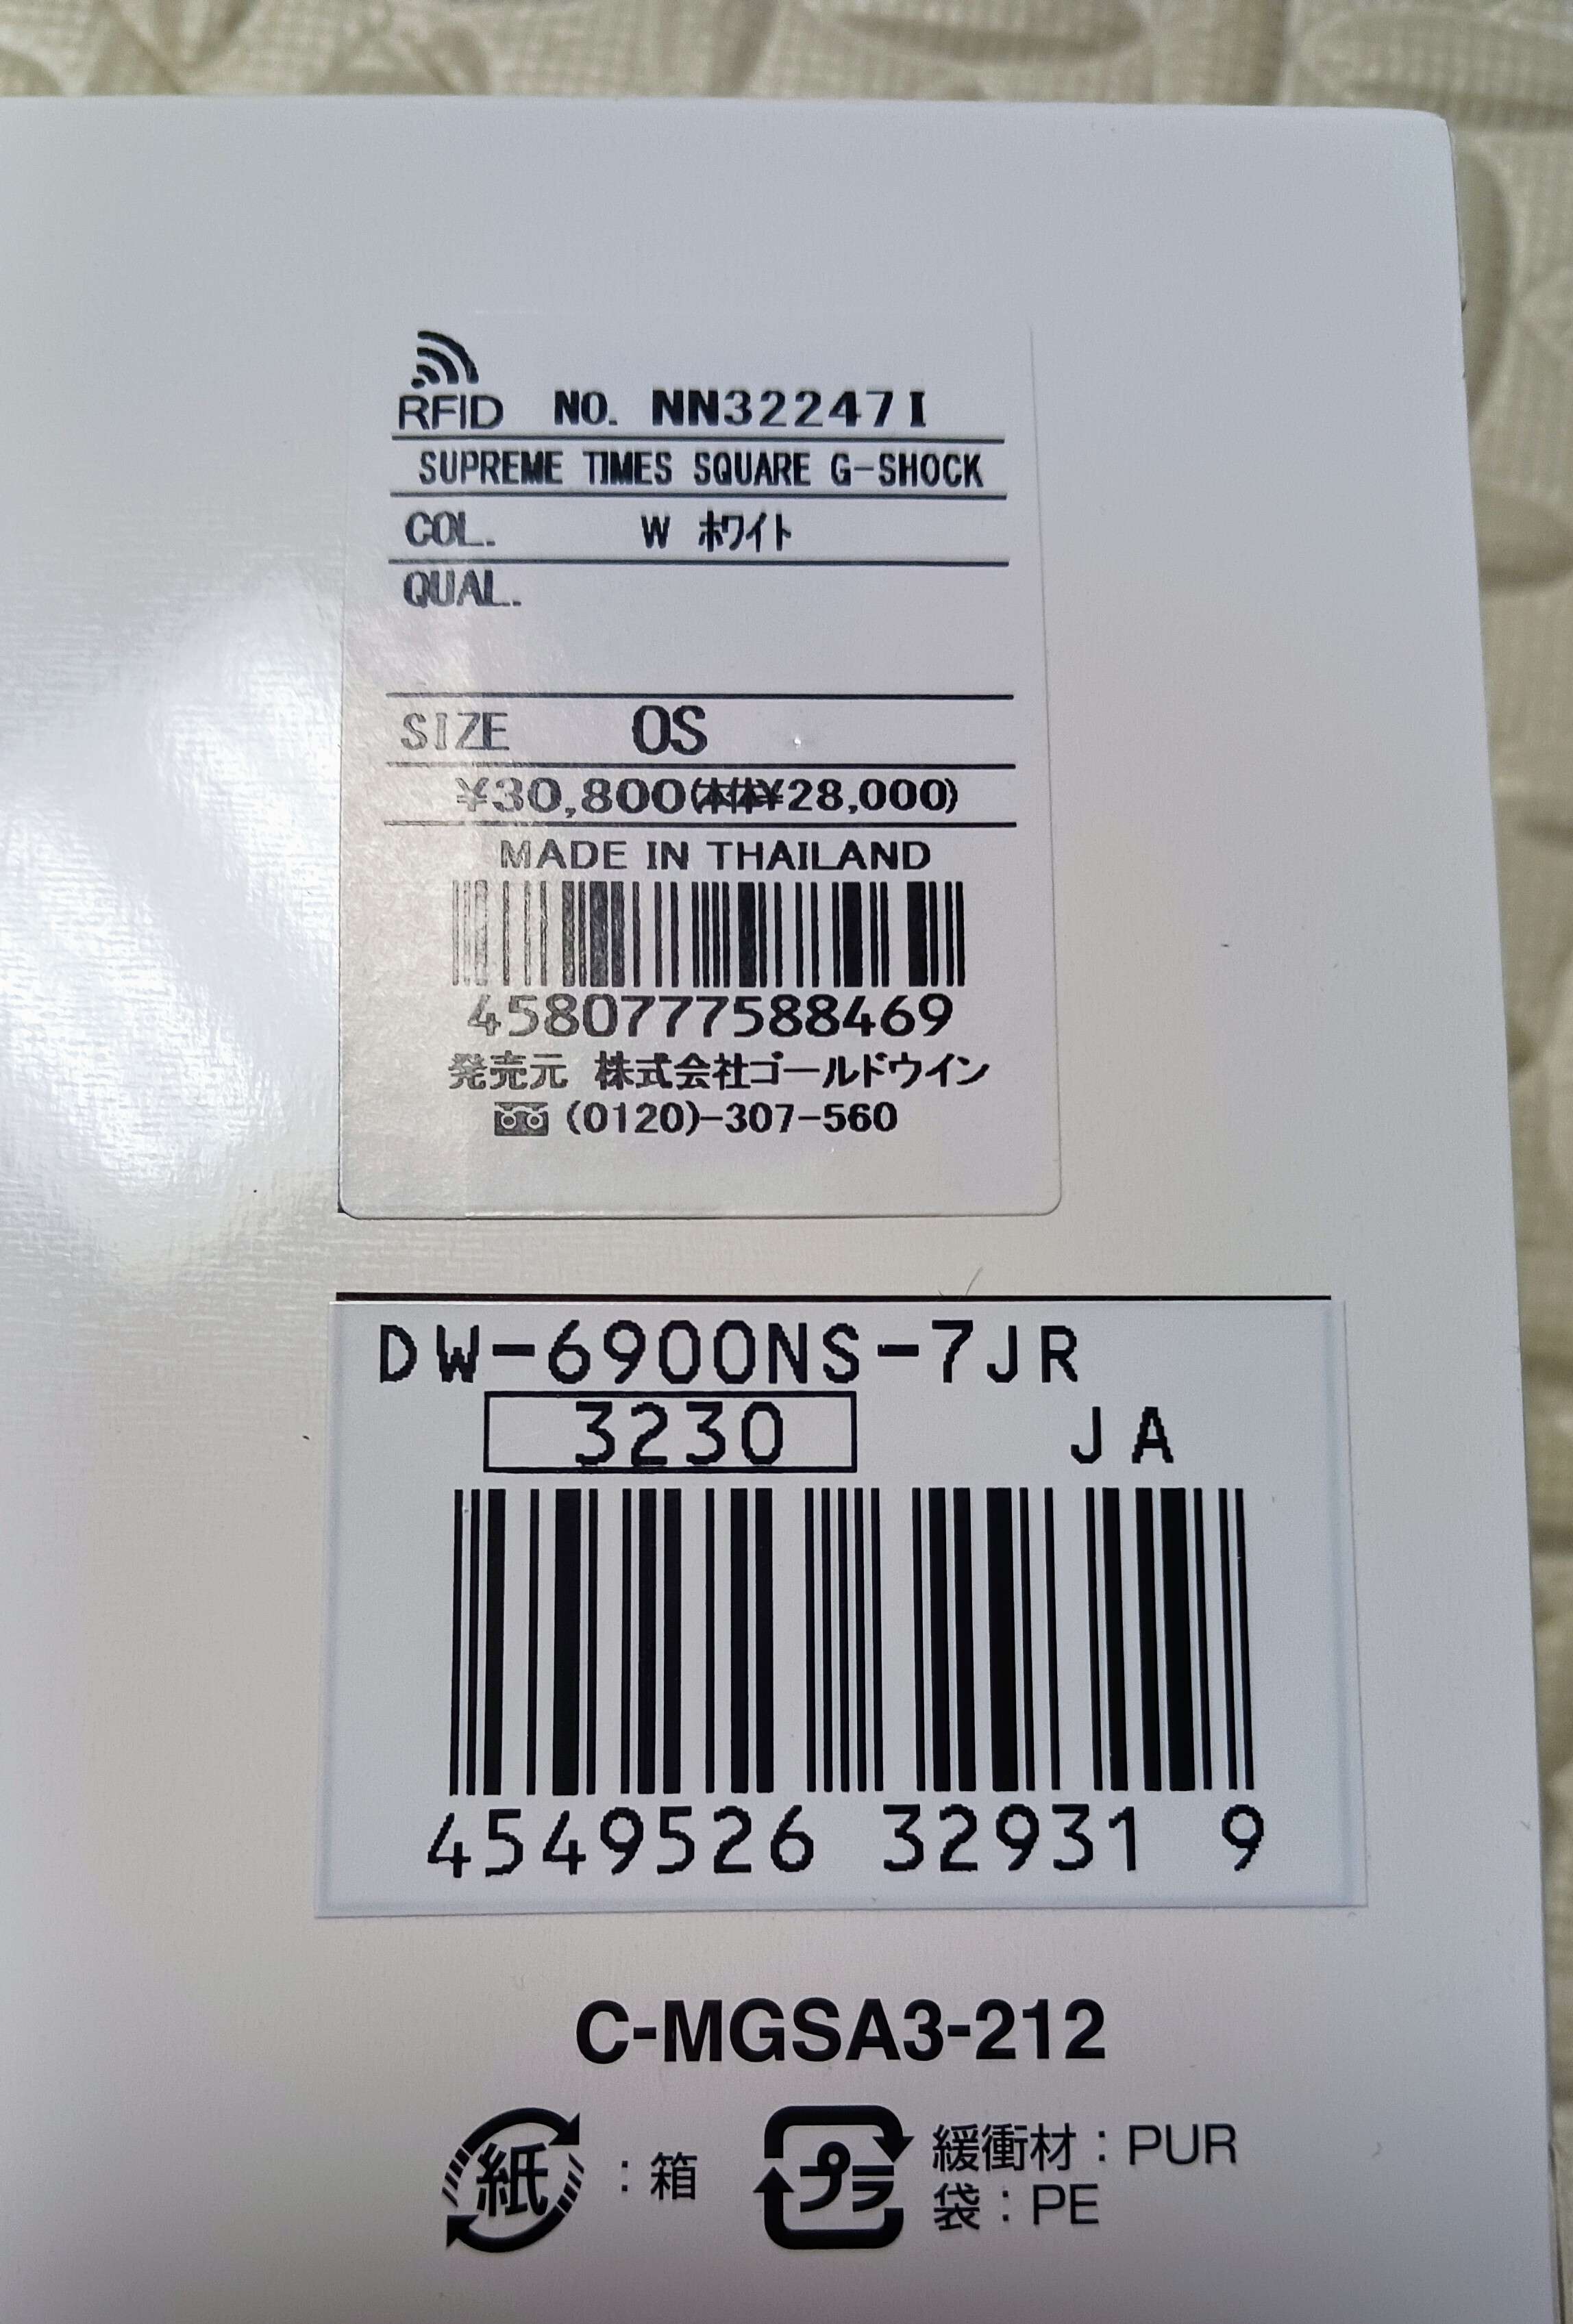 RFID NO. NN32247I
SUPREME TIMES SQUARE G-SHOCK
COL. W ホワイト
QUAL.
SIZE OS
¥30,800(本体¥28,000)
MADE IN THAILAND
4580777588469
発売元 株式会社ゴールドウイン
(0120)-307-560
DW-6900NS-7JR
3230 JA
4549526 32931 9
C-MGSA3-212
紙 : 箱
プラ 緩衝材 : PUR
袋 : PE